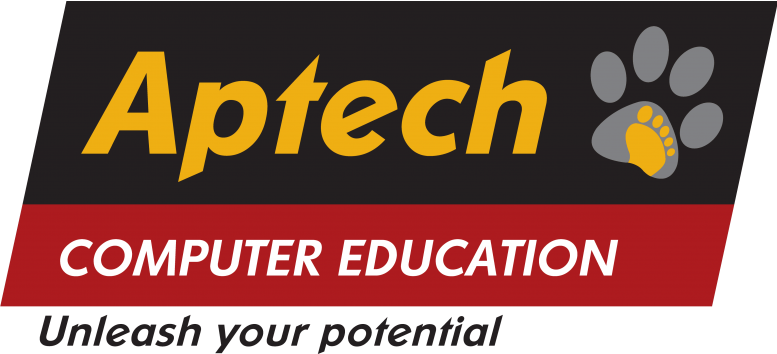 Aptech
COMPUTER EDUCATION
Unleash your potential